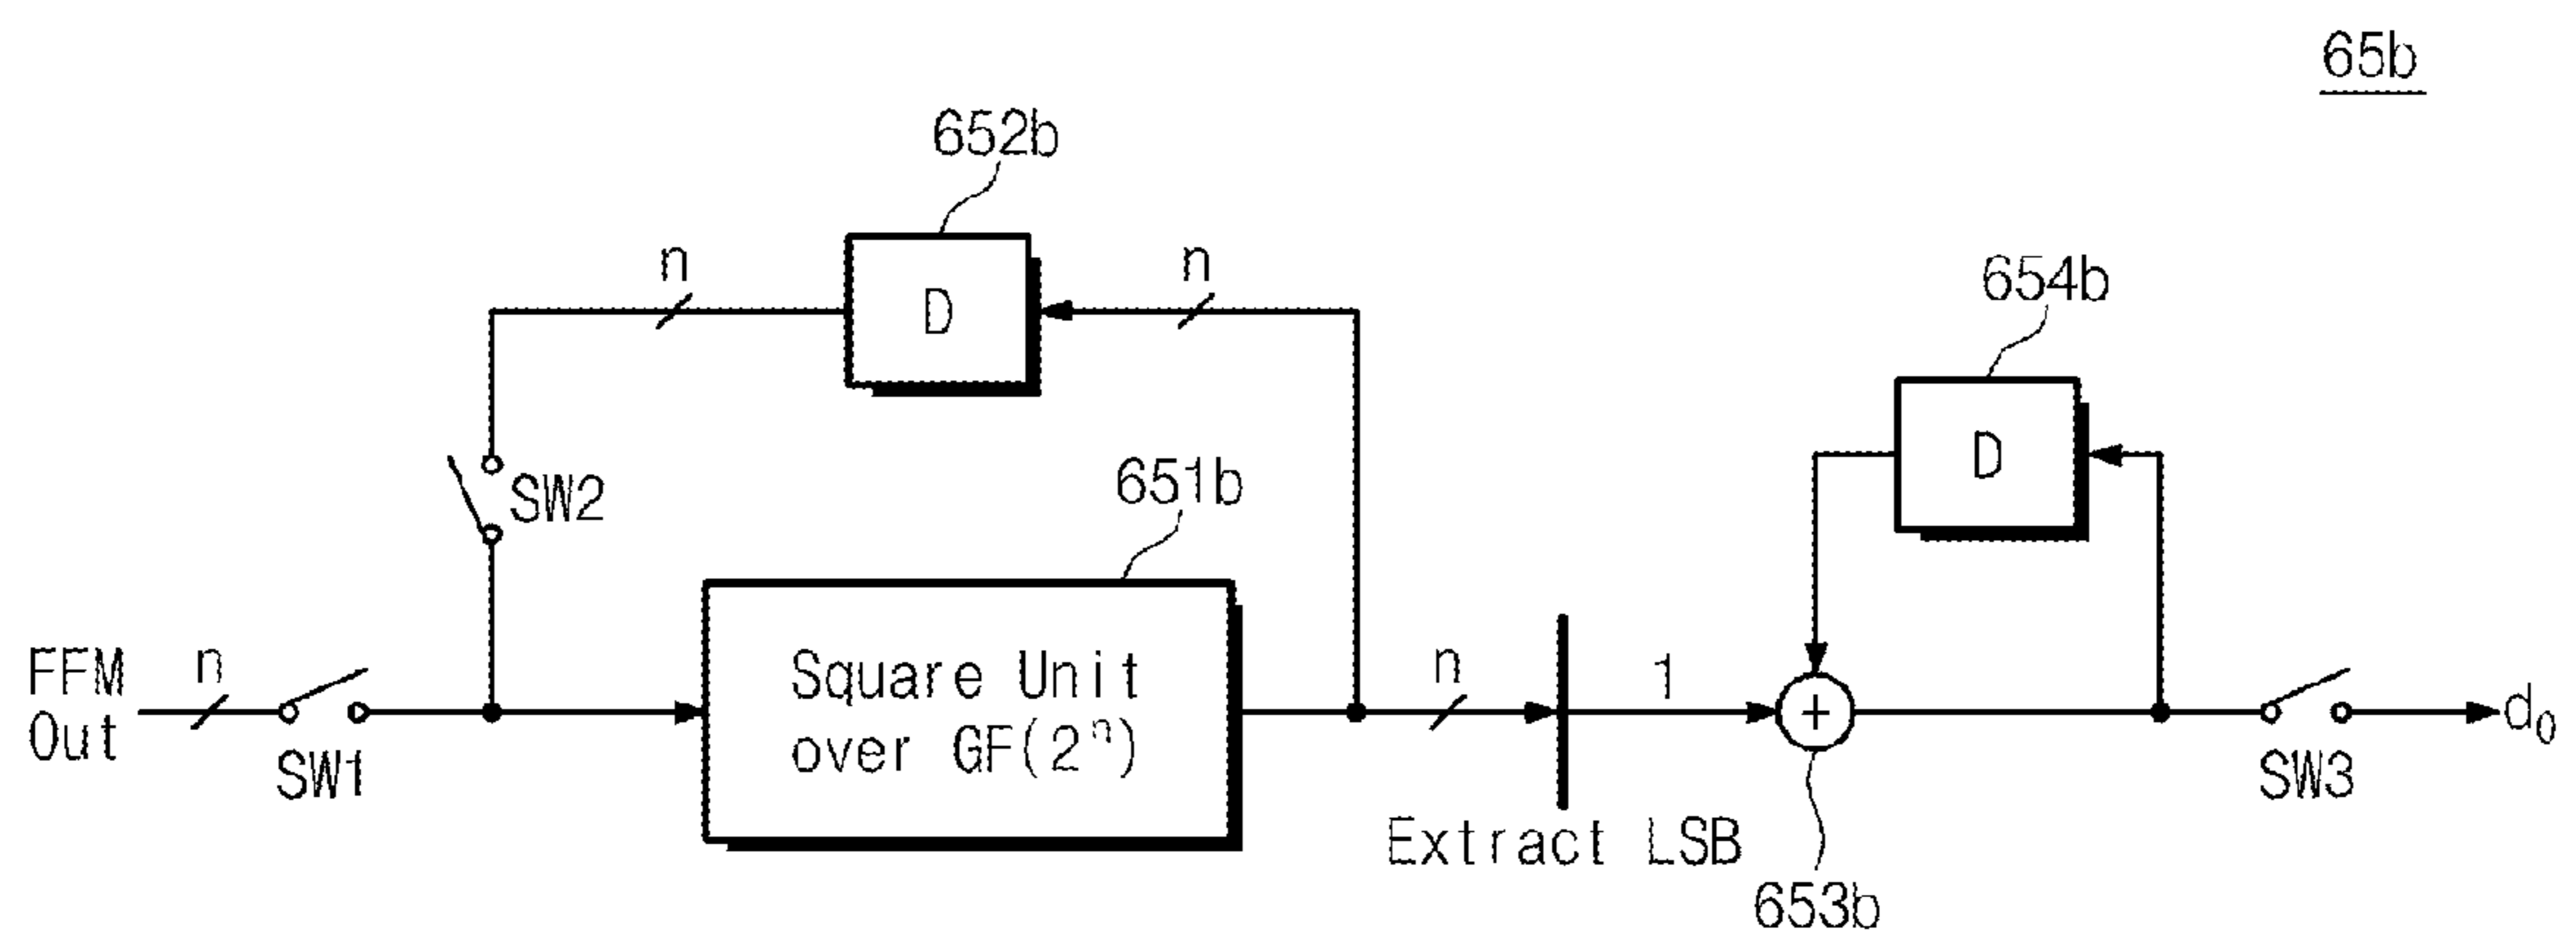 65b
652b
n
n
D
654b
D
SW2
651b
FFM
Out
n
SW1
Square Unit
over GF(2ⁿ)
n
1
+
d₀
SW3
Extract LSB
653b